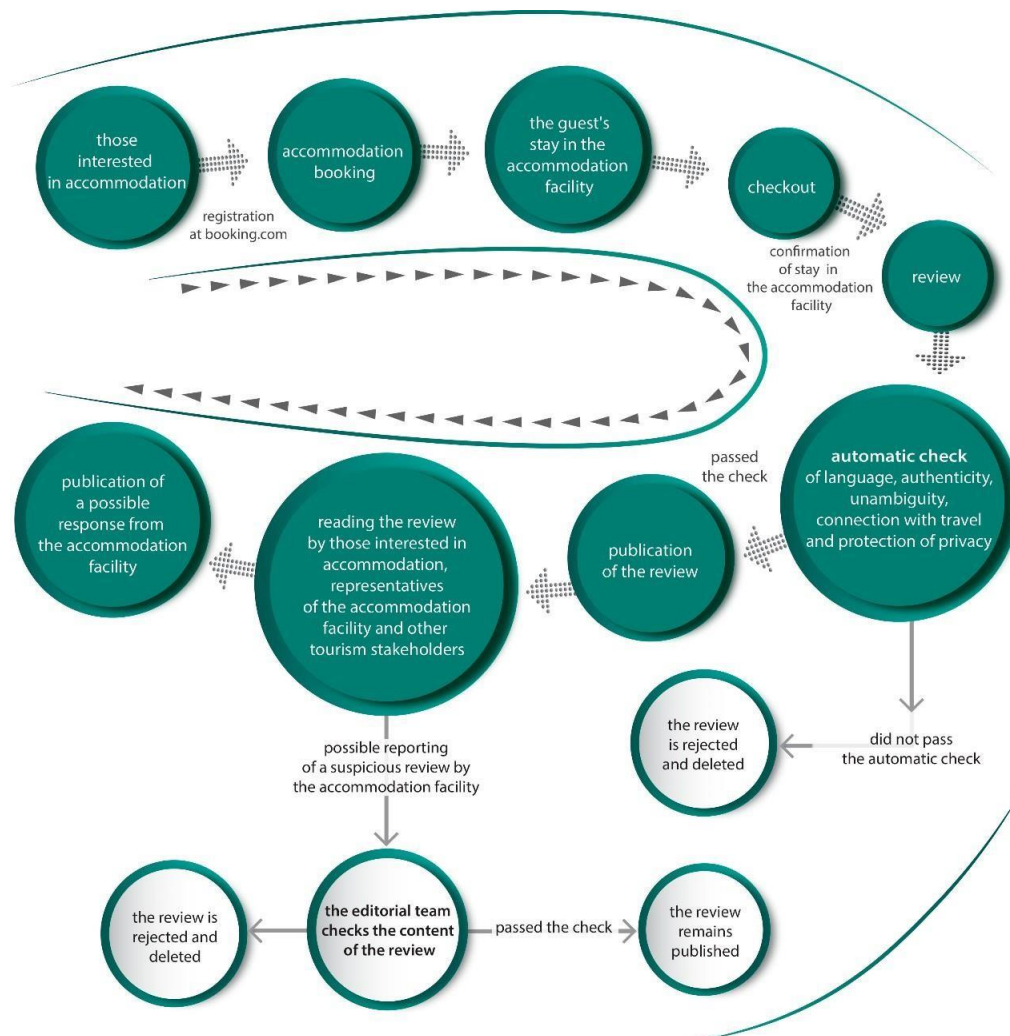 those
interested
in accommodation
registration
at booking.com
accommodation
booking
the guest's
stay in the
accommodation
facility
checkout
confirmation
of stay in
the accommodation
facility
review
automatic check
of language, authenticity,
unambiguity,
connection with travel
and protection of privacy
passed
the check
publication
of the review
reading the review
by those interested in
accommodation,
representatives
of the accommodation
facility and other
tourism stakeholders
publication of
a possible
response from
the accommodation
facility
did not pass
the automatic check
the review
is rejected
and deleted
possible reporting
of a suspicious review by
the accommodation facility
the editorial team
checks the content
of the review
the review is
rejected and
deleted
passed the check
the review
remains
published